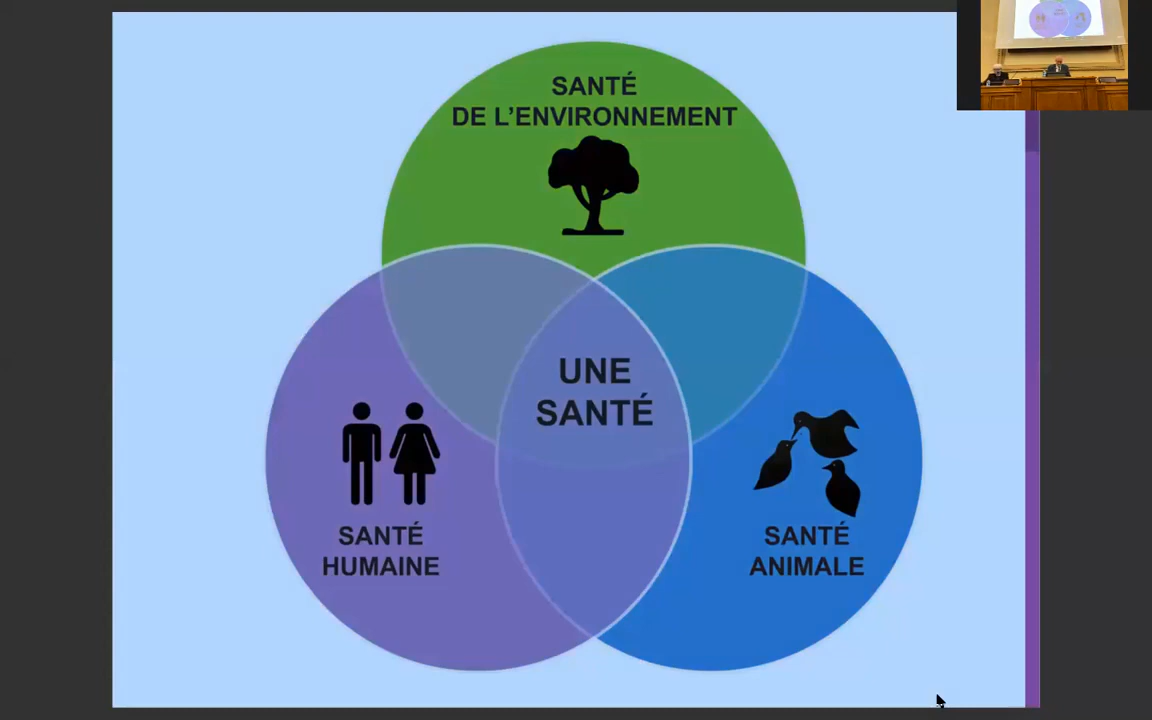 SANTÉ
DE L’ENVIRONNEMENT
UNE
SANTÉ
SANTÉ
HUMAINE
SANTÉ
ANIMALE